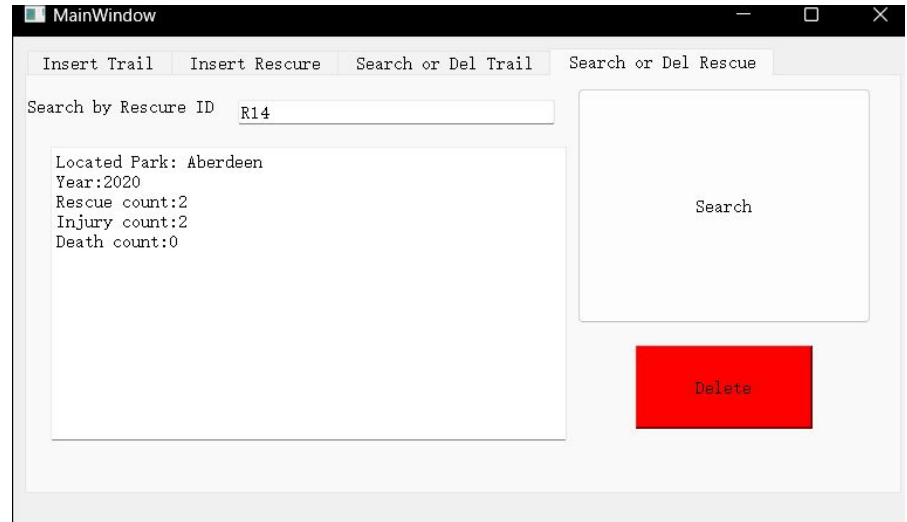 MainWindow
Insert Trail
Insert Rescure
Search or Del Trail
Search or Del Rescue
Search by Rescure ID
R14
Located Park: Aberdeen
Year:2020
Rescue count:2
Injury count:2
Death count:0
Search
Delete